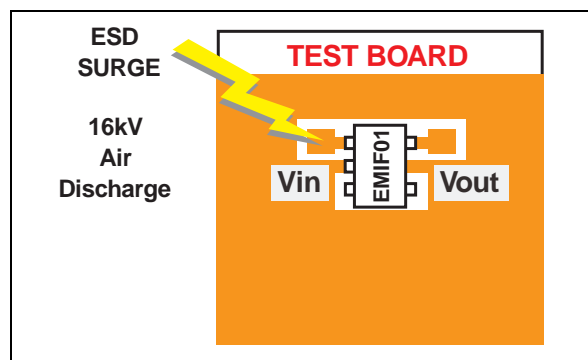 ESD
SURGE
TEST BOARD
16kV
Air
Discharge
Vin
EMIF01
Vout